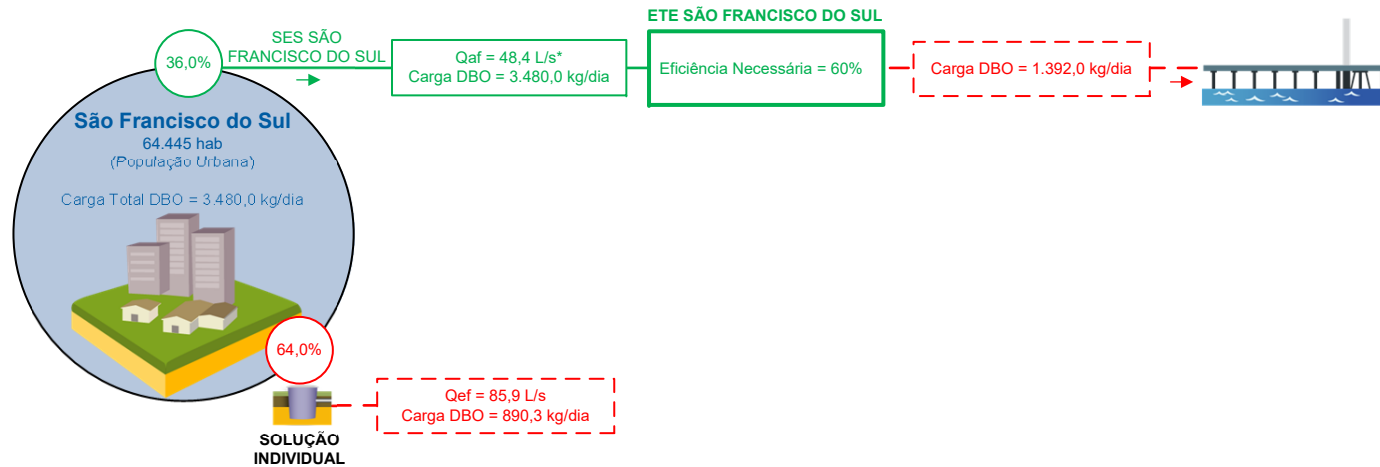 ETE SÃO FRANCISCO DO SUL
36,0%
SES SÃO
FRANCISCO DO SUL
Qaf = 48,4 L/s*
Carga DBO = 3.480,0 kg/dia
Eficiência Necessária = 60%
Carga DBO = 1.392,0 kg/dia
São Francisco do Sul
64.445 hab
(População Urbana)
Carga Total DBO = 3.480,0 kg/dia
64,0%
Qef = 85,9 L/s
Carga DBO = 890,3 kg/dia
SOLUÇÃO
INDIVIDUAL